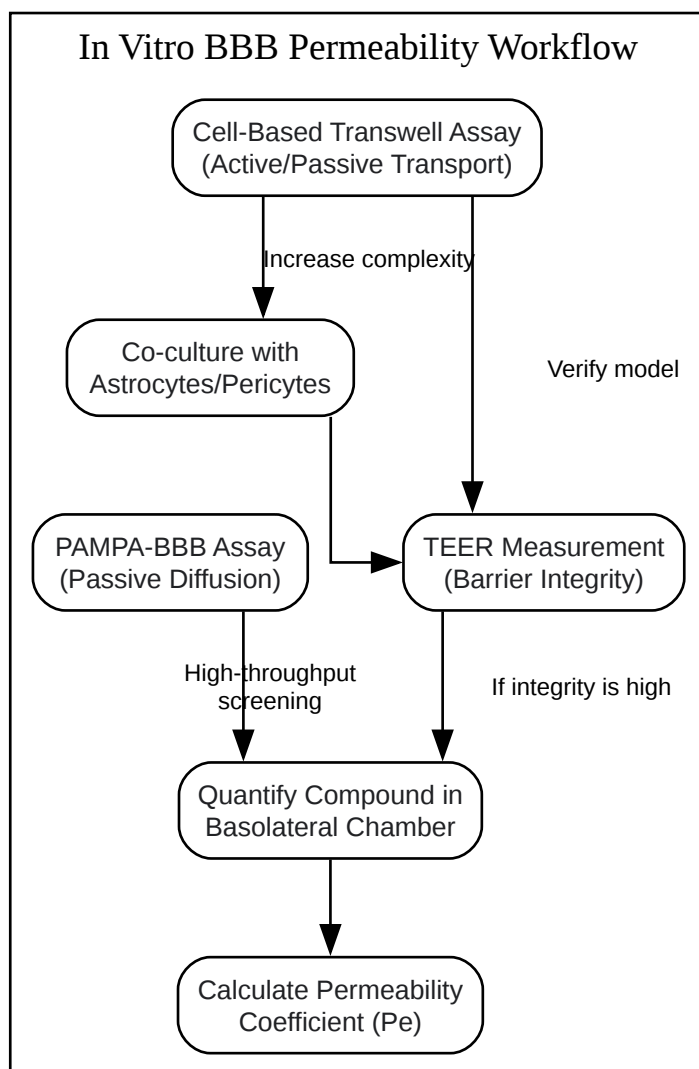 In Vitro BBB Permeability Workflow
Cell-Based Transwell Assay
(Active/Passive Transport)
Increase complexity
Co-culture with
Astrocytes/Pericytes
Verify model
PAMPA-BBB Assay
(Passive Diffusion)
TEER Measurement
(Barrier Integrity)
High-throughput
screening
If integrity is high
Quantify Compound in
Basolateral Chamber
Calculate Permeability
Coefficient (Pe)